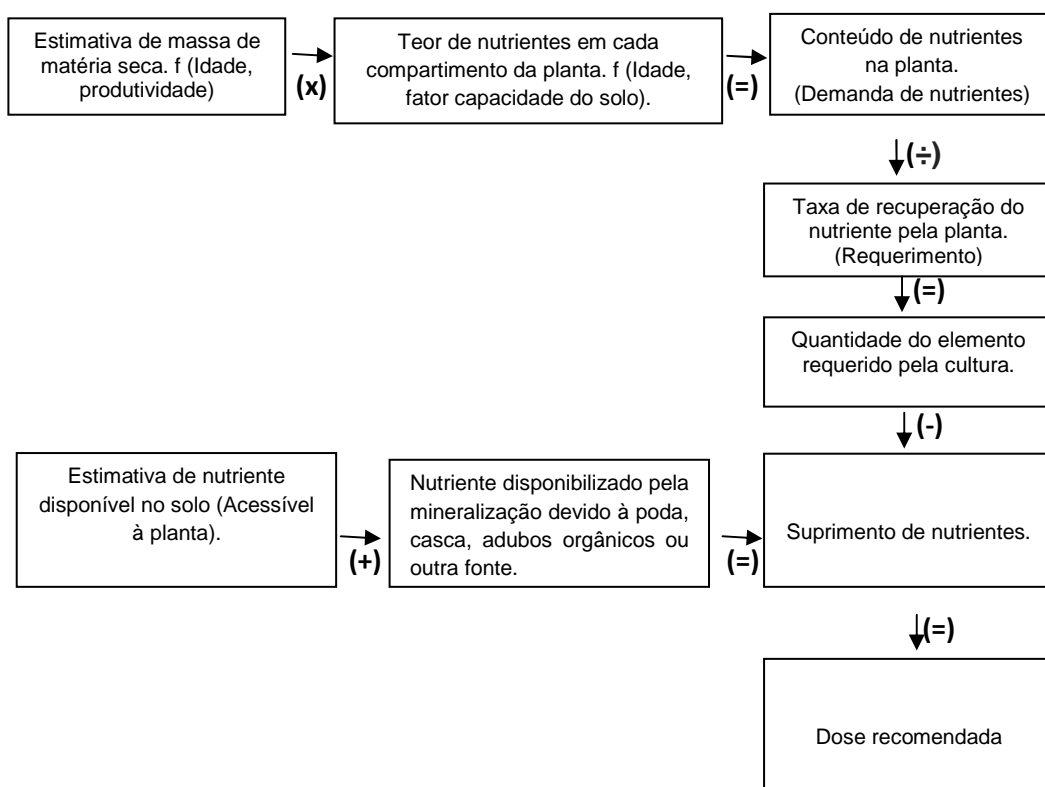 Estimativa de massa de
matéria seca. f (Idade,
produtividade)
(x)
Teor de nutrientes em cada
compartimento da planta. f (Idade,
fator capacidade do solo).
(=)
Conteúdo de nutrientes
na planta.
(Demanda de nutrientes)
(÷)
Taxa de recuperação do
nutriente pela planta.
(Requerimento)
(=)
Quantidade do elemento
requerido pela cultura.
(-)
Estimativa de nutriente
disponível no solo (Acessível
à planta).
(+)
Nutriente disponibilizado pela
mineralização devido à poda,
casca, adubos orgânicos ou
outra fonte.
(=)
Suprimento de nutrientes.
(=)
Dose recomendada